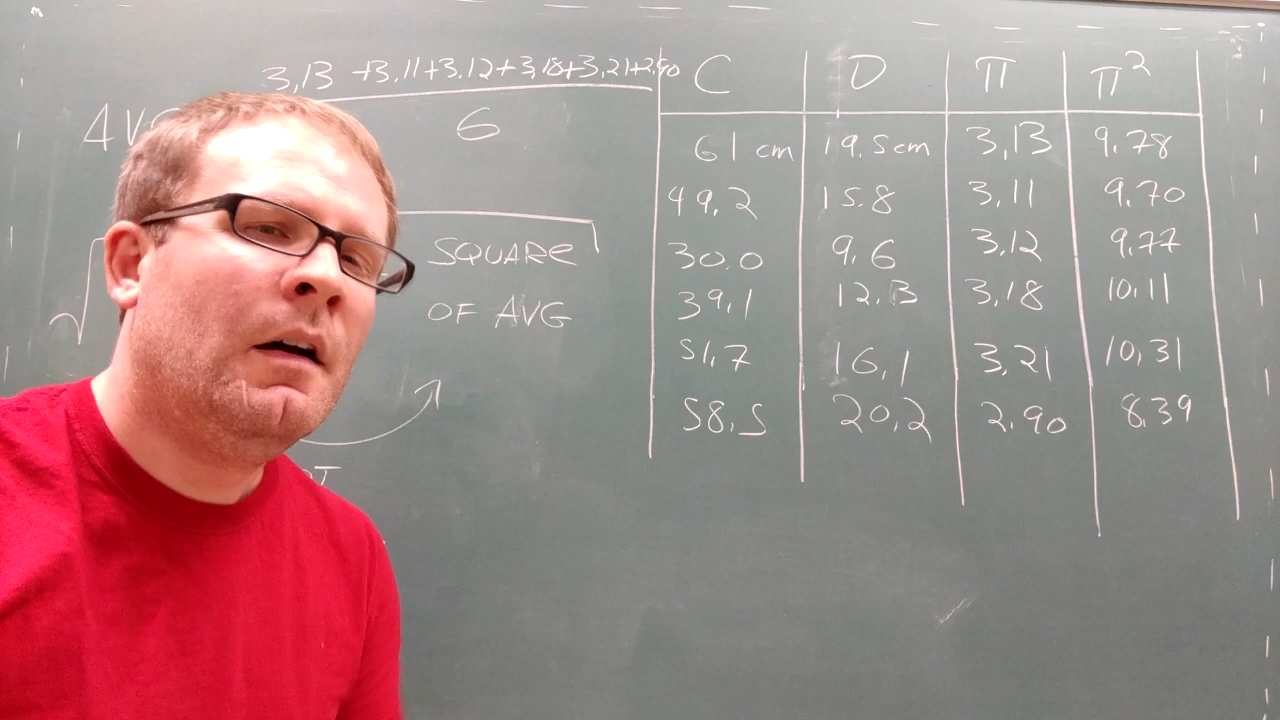 3.13 +3.11+3.12+3.18+3.21+2.90
6
SQUARE
OF AVG
C D π π²
61 cm 19.5cm 3.13 9.78
49.2 15.8 3.11 9.70
30.0 9.6 3.12 9.77
39.1 12.3 3.18 10.11
51.7 16.1 3.21 10.31
58.5 20.2 2.90 8.39